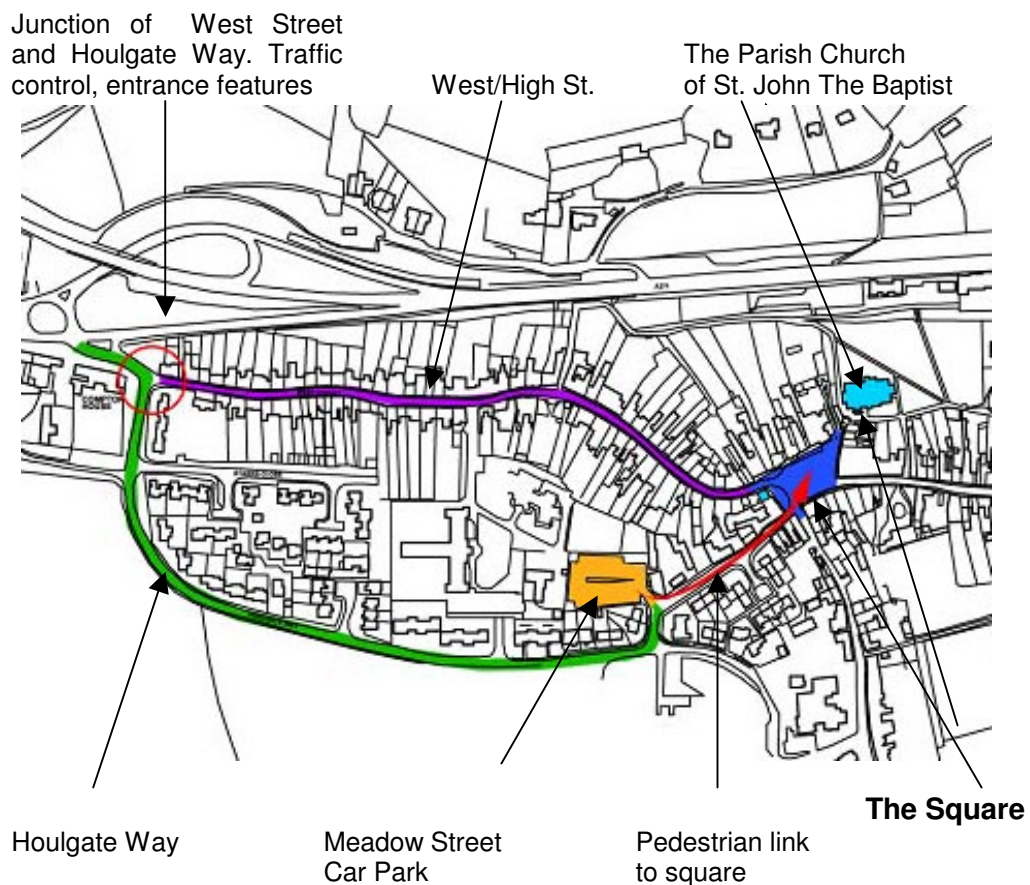 Junction of West Street
and Houlgate Way. Traffic
control, entrance features
West/High St.
The Parish Church
of St. John The Baptist
The Square
Houlgate Way
Meadow Street
Car Park
Pedestrian link
to square